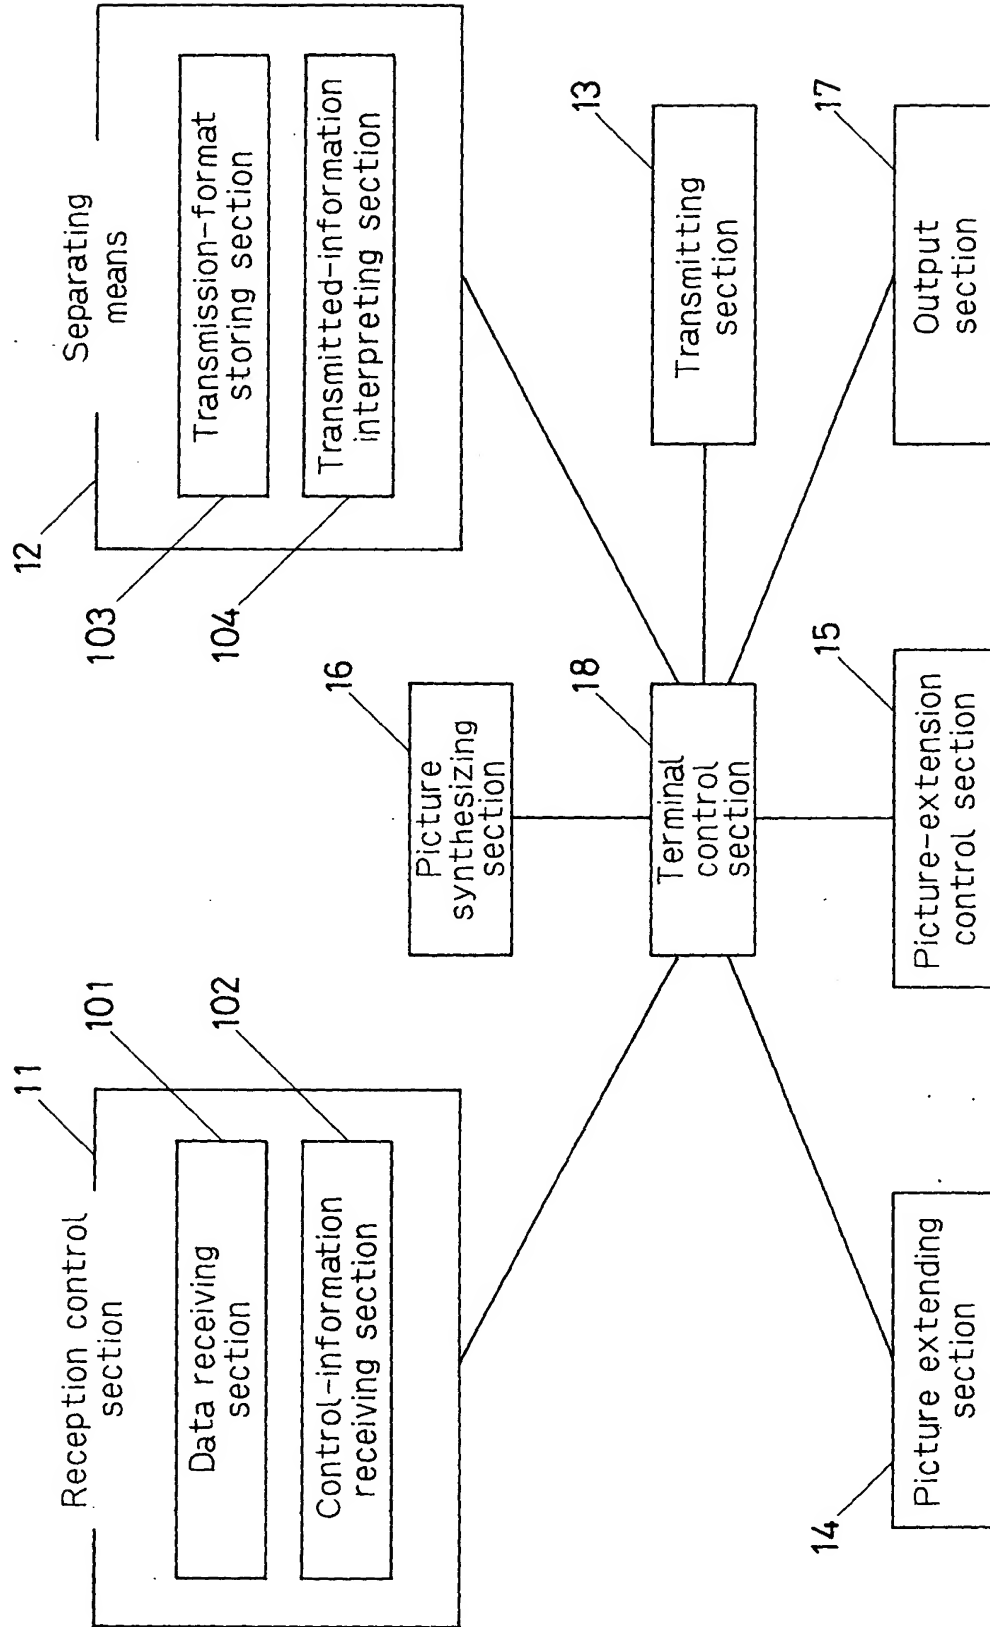 11
Reception control
section
101
Data receiving
section
102
Control-information
receiving section
12
Separating
means
103
Transmission-format
storing section
104
Transmitted-information
interpreting section
16
Picture
synthesizing
section
18
Terminal
control
section
13
Transmitting
section
14
Picture extending
section
15
Picture-extension
control section
17
Output
section